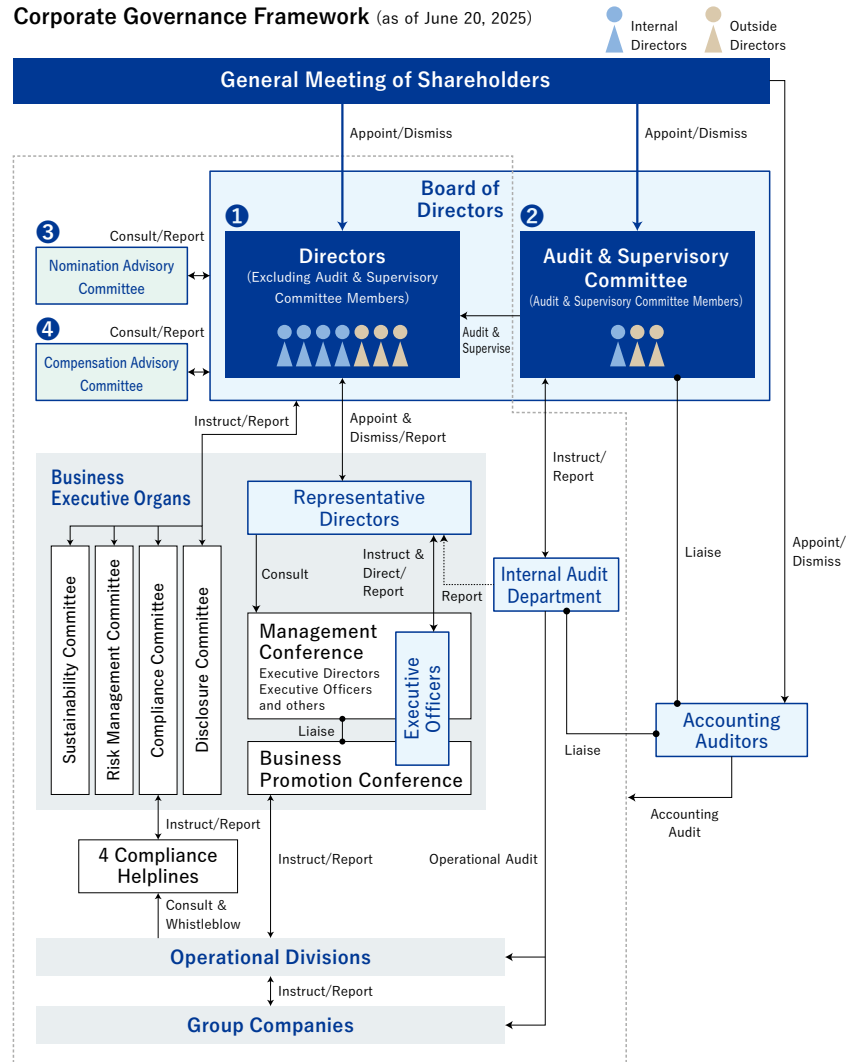 Corporate Governance Framework (as of June 20, 2025)
Internal
Directors
Outside
Directors
General Meeting of Shareholders
Appoint/Dismiss
Appoint/Dismiss
Board of
Directors
1
2
3
Consult/Report
Nomination Advisory
Committee
4
Consult/Report
Compensation Advisory
Committee
Directors
(Excluding Audit & Supervisory
Committee Members)
Audit &
Supervise
Audit & Supervisory
Committee
(Audit & Supervisory Committee Members)
Instruct/Report
Appoint &
Dismiss/Report
Instruct/
Report
Liaise
Appoint/
Dismiss
Business
Executive Organs
Representative
Directors
Consult
Instruct &
Direct/
Report
Report
Internal Audit
Department
Sustainability Committee
Risk Management Committee
Compliance Committee
Disclosure Committee
Management
Conference
Executive Directors
Executive Officers
and others
Executive
Officers
Liaise
Business
Promotion Conference
Accounting
Auditors
Liaise
Accounting
Audit
Instruct/Report
4 Compliance
Helplines
Instruct/Report
Operational Audit
Consult &
Whistleblow
Operational Divisions
Instruct/Report
Group Companies